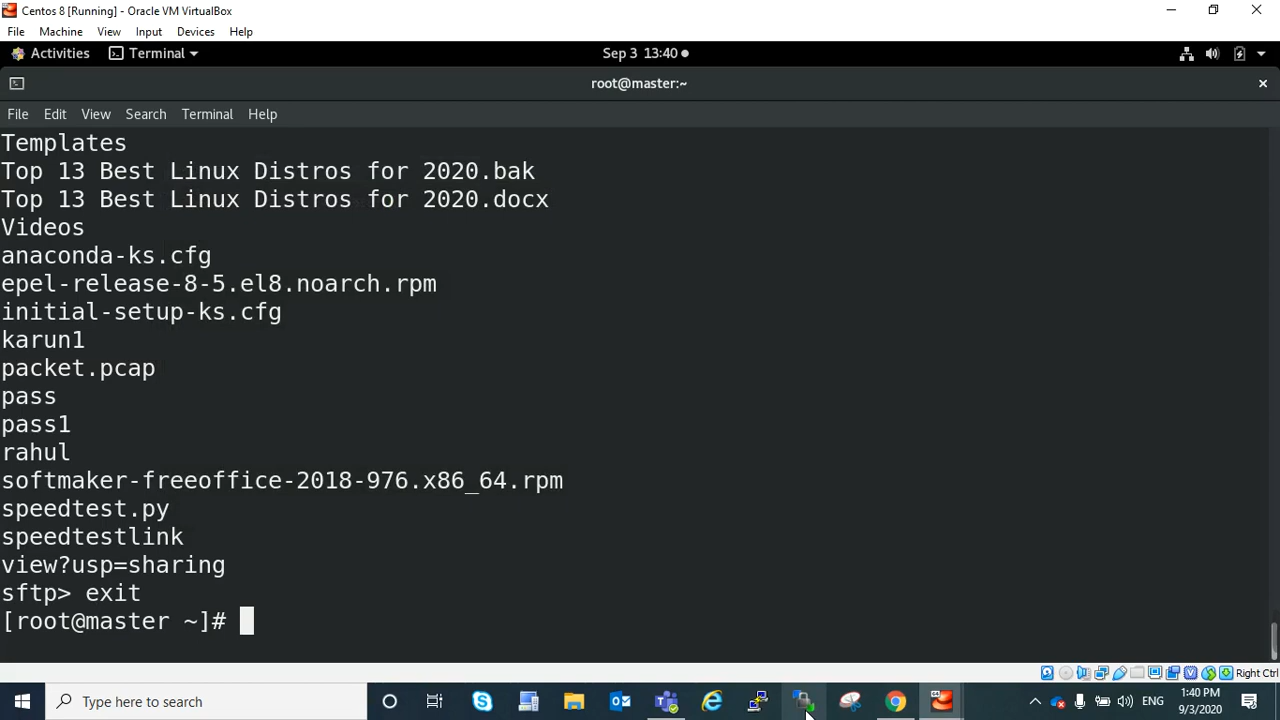 Centos 8 [Running] - Oracle VM VirtualBox
File Machine View Input Devices Help
Activities Terminal Sep 3 13:40
root@master:~
File Edit View Search Terminal Help
Templates
Top 13 Best Linux Distros for 2020.bak
Top 13 Best Linux Distros for 2020.docx
Videos
anaconda-ks.cfg
epel-release-8-5.el8.noarch.rpm
initial-setup-ks.cfg
karun1
packet.pcap
pass
pass1
rahul
softmaker-freeoffice-2018-976.x86_64.rpm
speedtest.py
speedtestlink
view?usp=sharing
sftp> exit
[root@master ~]#
Right Ctrl
Type here to search
ENG
1:40 PM
9/3/2020